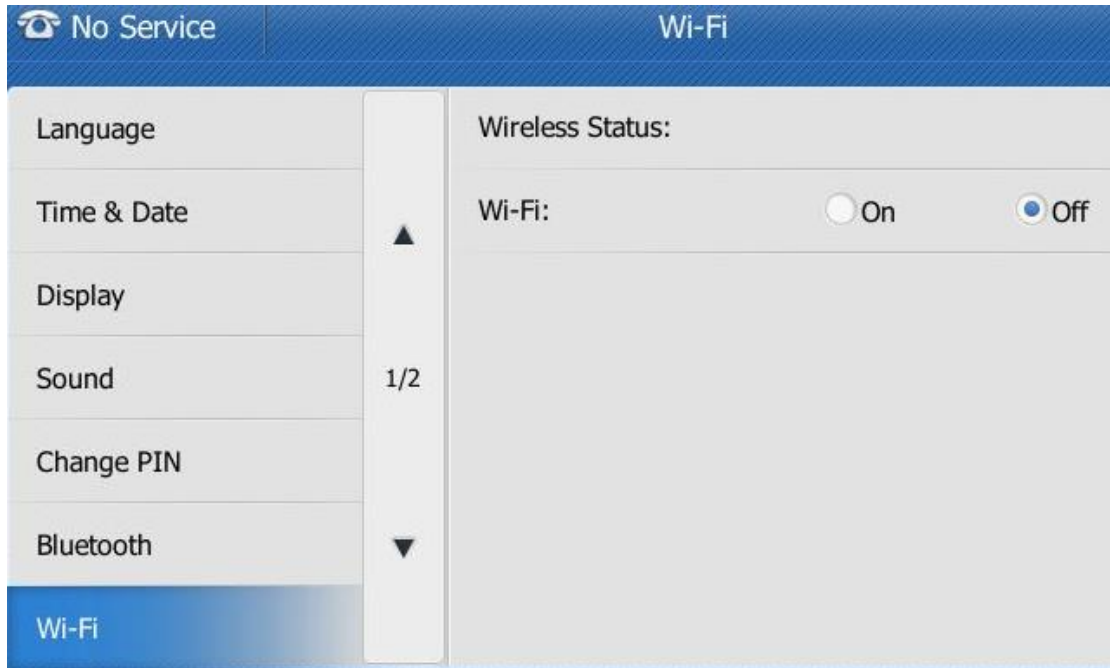 No Service
Wi-Fi
Language
Time & Date
Display
Sound
Change PIN
Bluetooth
Wi-Fi
1/2
Wireless Status:
Wi-Fi: On Off